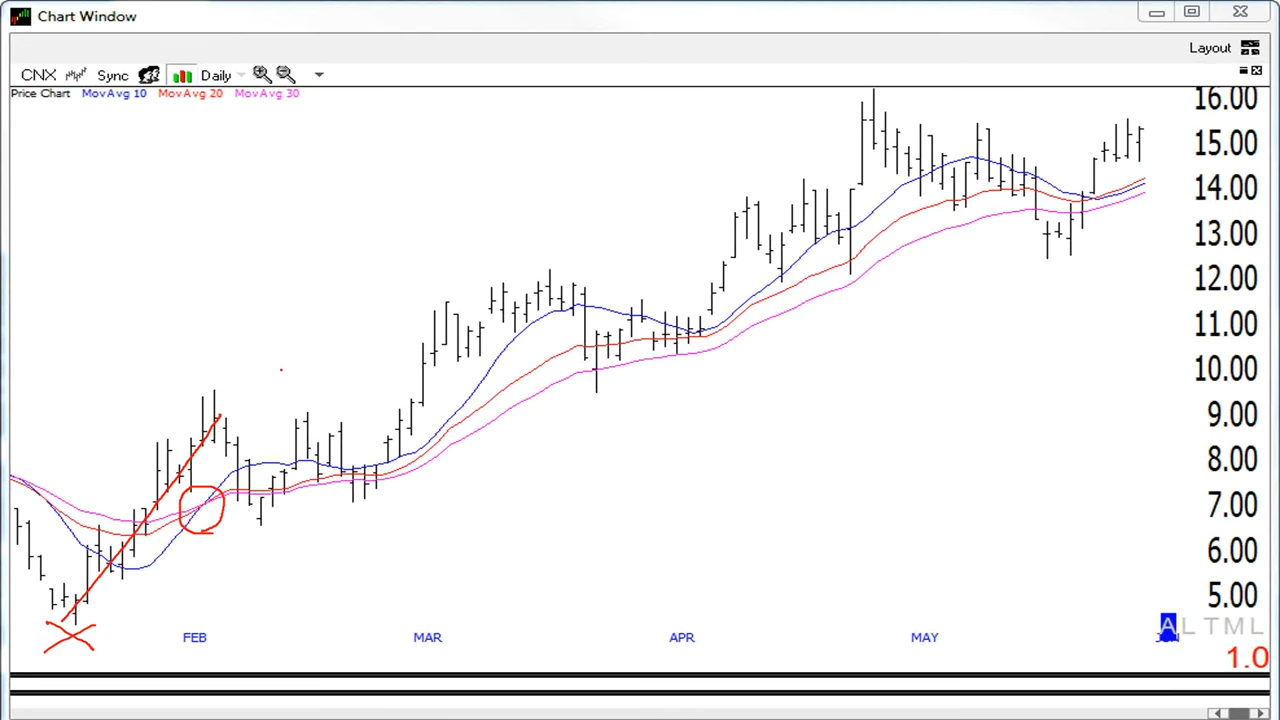 Chart Window
Layout
CNX Sync Daily
Price Chart MovAvg 10 MovAvg 20 MovAvg 30
16.00
15.00
14.00
13.00
12.00
11.00
10.00
9.00
8.00
7.00
6.00
5.00
A L T M L
FEB MAR APR MAY
1.0